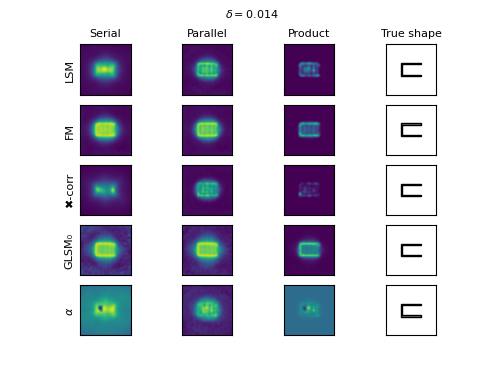 δ = 0.014
Serial Parallel Product True shape
LSM
FM
✖-corr
GLSM₀
α